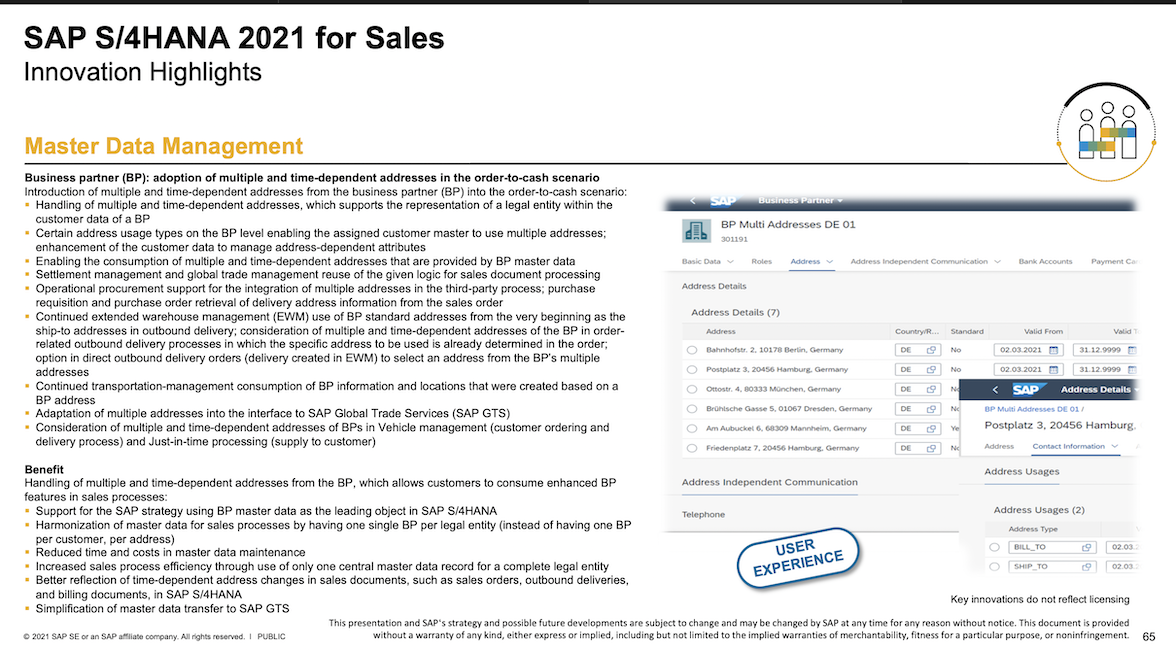 SAP S/4HANA 2021 for Sales
Innovation Highlights
Master Data Management
Business partner (BP): adoption of multiple and time-dependent addresses in the order-to-cash scenario
Introduction of multiple and time-dependent addresses from the business partner (BP) into the order-to-cash scenario:
▪ Handling of multiple and time-dependent addresses, which supports the representation of a legal entity within the
customer data of a BP
▪ Certain address usage types on the BP level enabling the assigned customer master to use multiple addresses;
enhancement of the customer data to manage address-dependent attributes
▪ Enabling the consumption of multiple and time-dependent addresses that are provided by BP master data
▪ Settlement management and global trade management reuse of the given logic for sales document processing
▪ Operational procurement support for the integration of multiple addresses in the third-party process; purchase
requisition and purchase order retrieval of delivery address information from the sales order
▪ Continued extended warehouse management (EWM) use of BP standard addresses from the very beginning as the
ship-to addresses in outbound delivery; consideration of multiple and time-dependent addresses of the BP in order-
related outbound delivery processes in which the specific address to be used is already determined in the order;
option in direct outbound delivery orders (delivery created in EWM) to select an address from the BP's multiple
addresses
▪ Continued transportation-management consumption of BP information and locations that were created based on a
BP address
▪ Adaptation of multiple addresses into the interface to SAP Global Trade Services (SAP GTS)
▪ Consideration of multiple and time-dependent addresses of BPs in Vehicle management (customer ordering and
delivery process) and Just-in-time processing (supply to customer)
Benefit
Handling of multiple and time-dependent addresses from the BP, which allows customers to consume enhanced BP
features in sales processes:
▪ Support for the SAP strategy using BP master data as the leading object in SAP S/4HANA
▪ Harmonization of master data for sales processes by having one single BP per legal entity (instead of having one BP
per customer, per address)
▪ Reduced time and costs in master data maintenance
▪ Increased sales process efficiency through use of only one central master data record for a complete legal entity
▪ Better reflection of time-dependent address changes in sales documents, such as sales orders, outbound deliveries,
and billing documents, in SAP S/4HANA
▪ Simplification of master data transfer to SAP GTS
SAP Business Partner
BP Multi Addresses DE 01
301191
Basic Data Roles Address Address Independent Communication Bank Accounts Payment
Address Details
Address Details (7)
Address Country/R... Standard Valid From Valid
Bahnhofstr. 2, 10178 Berlin, Germany DE No 02.03.2021 31.12.9999
Postplatz 3, 20456 Hamburg, Germany DE No 02.03.2021 31.12.9999
Ottostr. 4, 80333 München, Germany DE
Brühlsche Gasse 5, 01067 Dresden, Germany DE
Am Aubuckel 6, 68309 Mannheim, Germany DE
Friedenplatz 7, 20456 Hamburg, Germany DE
Address Independent Communication
Telephone
SAP Address Details
BP Multi Addresses DE 01 /
Postplatz 3, 20456 Hamburg,
Address Contact Information
Address Usages
Address Usages (2)
Address Type
BILL_TO 02.03.
SHIP_TO 02.03.
USER
EXPERIENCE
Key innovations do not reflect licensing
This presentation and SAP's strategy and possible future developments are subject to change and may be changed by SAP at any time for any reason without notice. This document is provided
without a warranty of any kind, either express or implied, including but not limited to the implied warranties of merchantability, fitness for a particular purpose, or noninfringement.
© 2021 SAP SE or an SAP affiliate company. All rights reserved. I PUBLIC
65